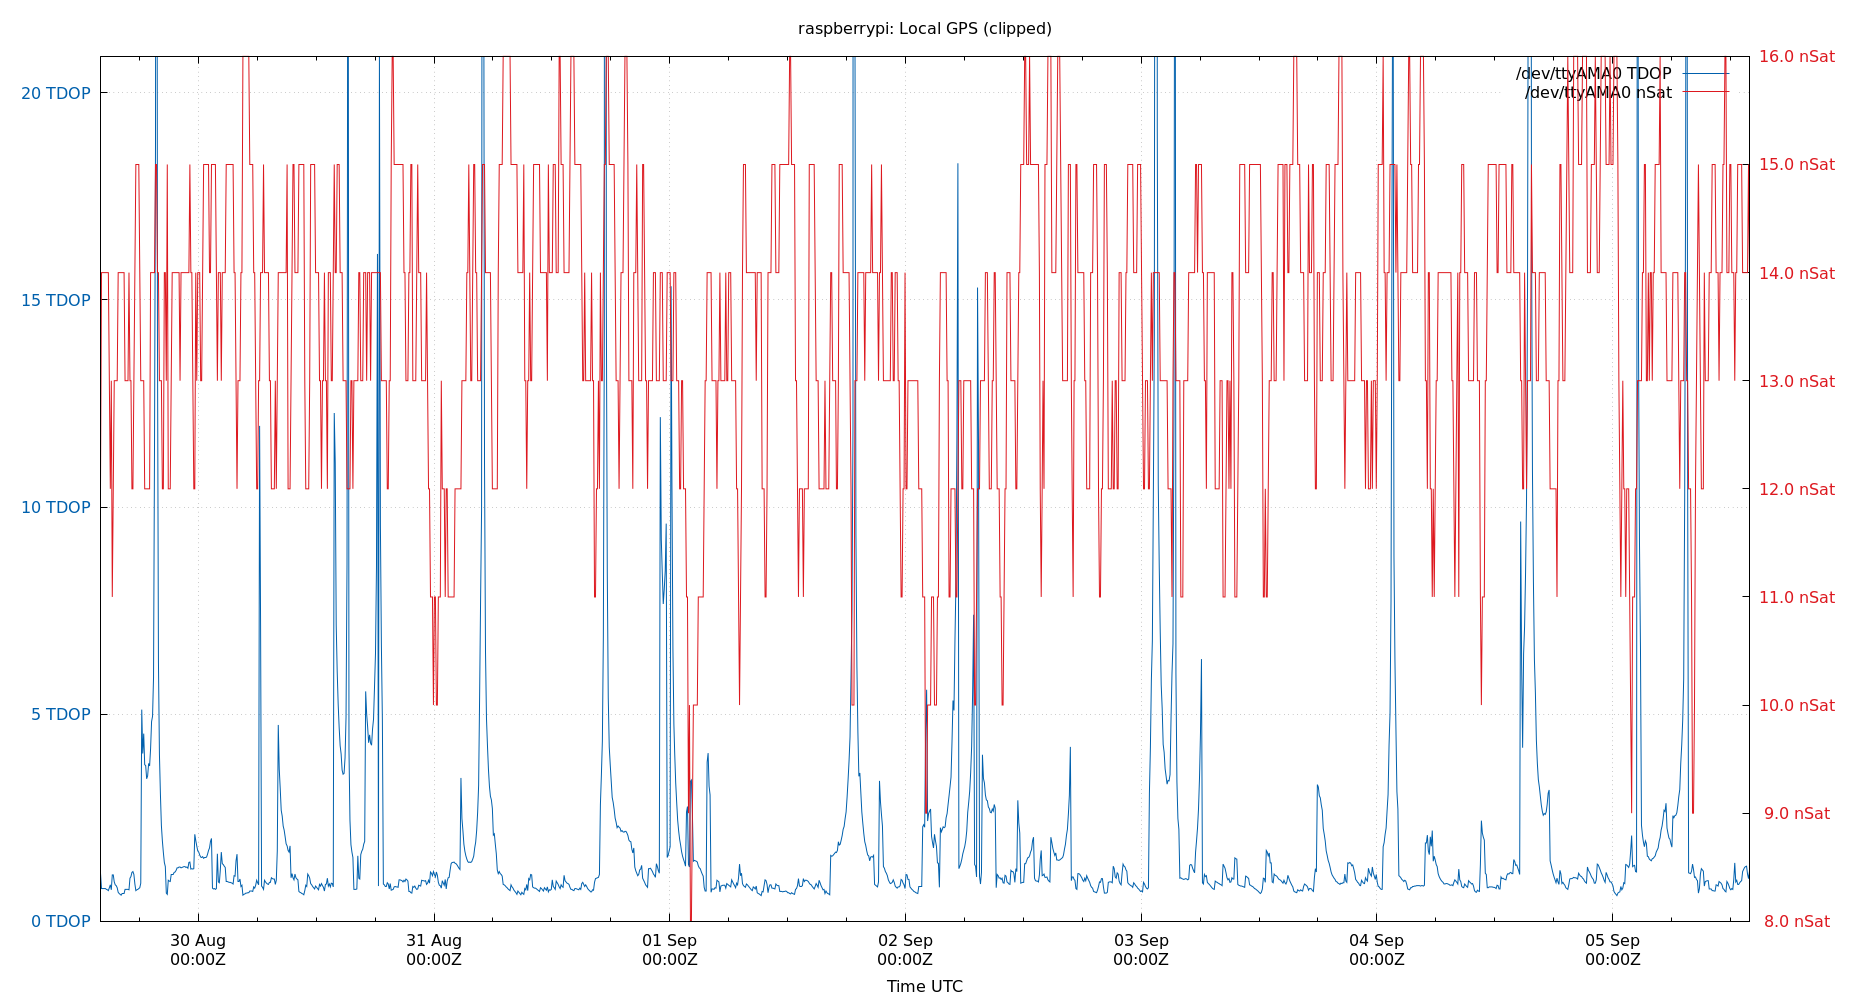 raspberrypi: Local GPS (clipped)
16.0 nSat
/dev/ttyAMA0 TDOP
/dev/ttyAMA0 nSat
20 TDOP
15.0 nSat
14.0 nSat
15 TDOP
13.0 nSat
12.0 nSat
10 TDOP
11.0 nSat
10.0 nSat
5 TDOP
9.0 nSat
0 TDOP
8.0 nSat
30 Aug 31 Aug 01 Sep 02 Sep 03 Sep 04 Sep 05 Sep
00:00Z 00:00Z 00:00Z 00:00Z 00:00Z 00:00Z 00:00Z
Time UTC